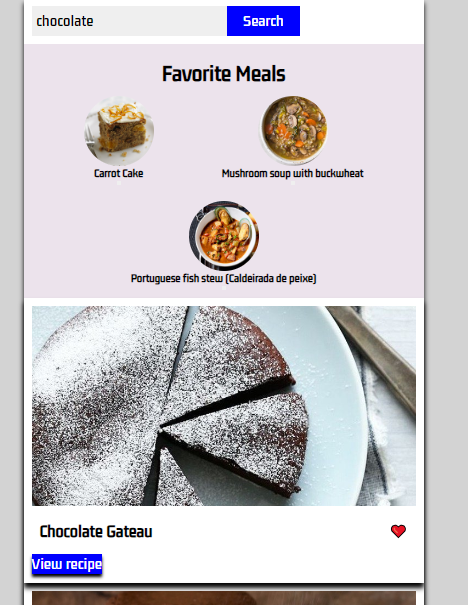 chocolate
Search
Favorite Meals
Carrot Cake
Mushroom soup with buckwheat
Portuguese fish stew (Caldeirada de peixe)
Chocolate Gateau
View recipe